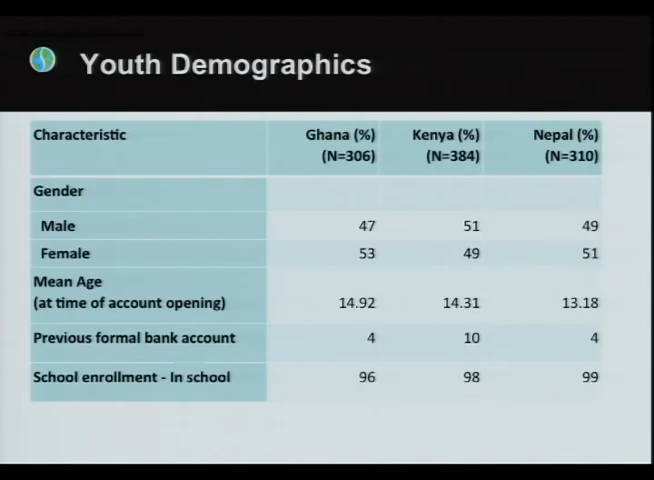 Youth Demographics
Characteristic Ghana (%) Kenya (%) Nepal (%)
(N=306) (N=384) (N=310)
Gender
Male 47 51 49
Female 53 49 51
Mean Age
(at time of account opening) 14.92 14.31 13.18
Previous formal bank account 4 10 4
School enrollment - In school 96 98 99